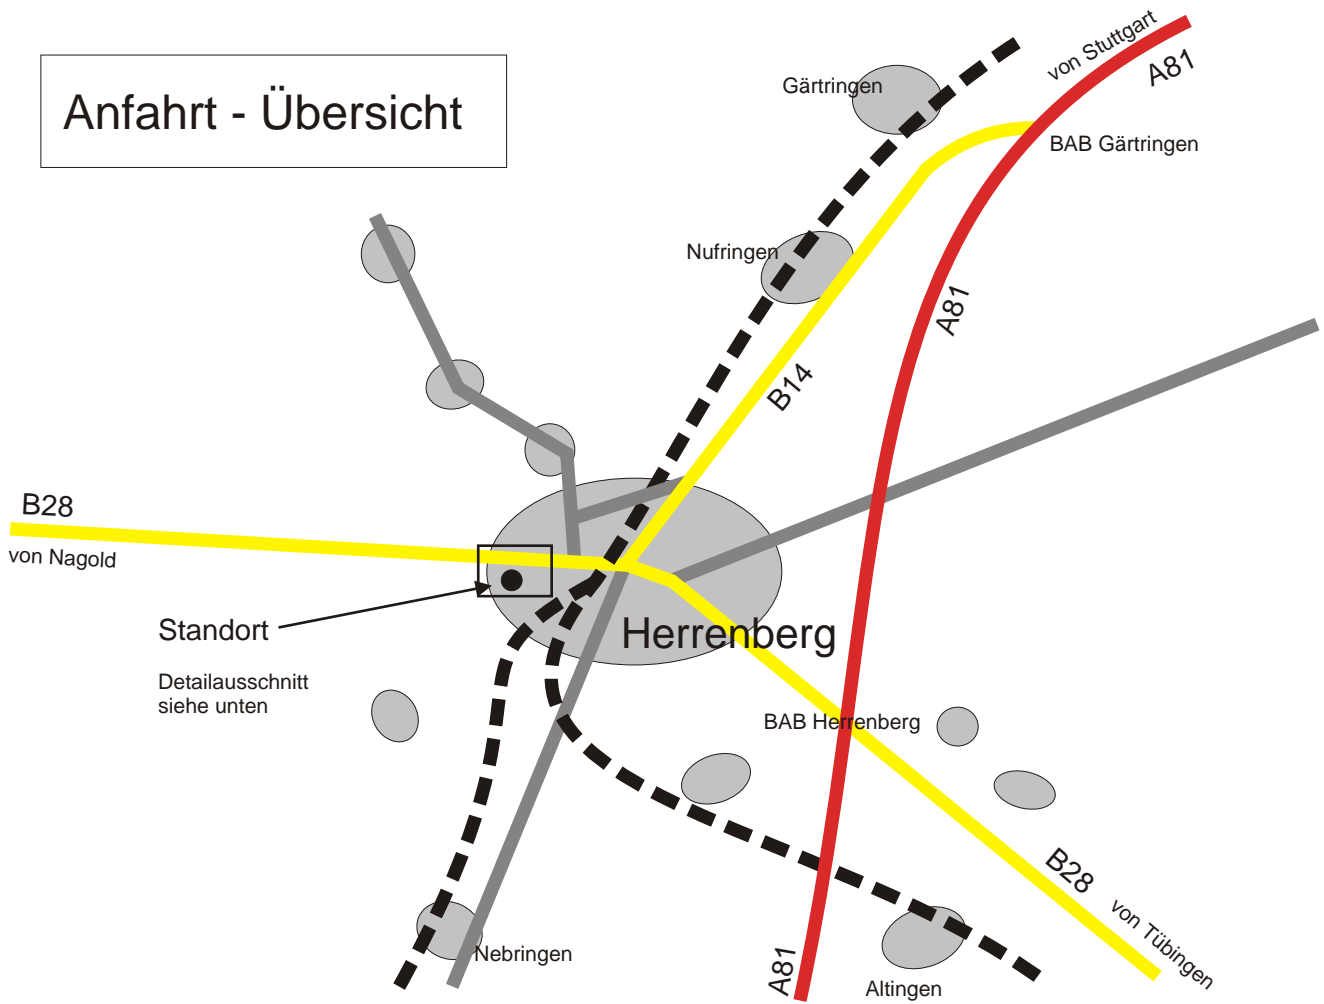 Anfahrt - Übersicht
von Stuttgart
A81
Gärtringen
BAB Gärtringen
Nufringen
A81
B14
B28
von Nagold
Standort
Herrenberg
Detailausschnitt
siehe unten
BAB Herrenberg
B28
von Tübingen
Nebringen
A81
Altingen